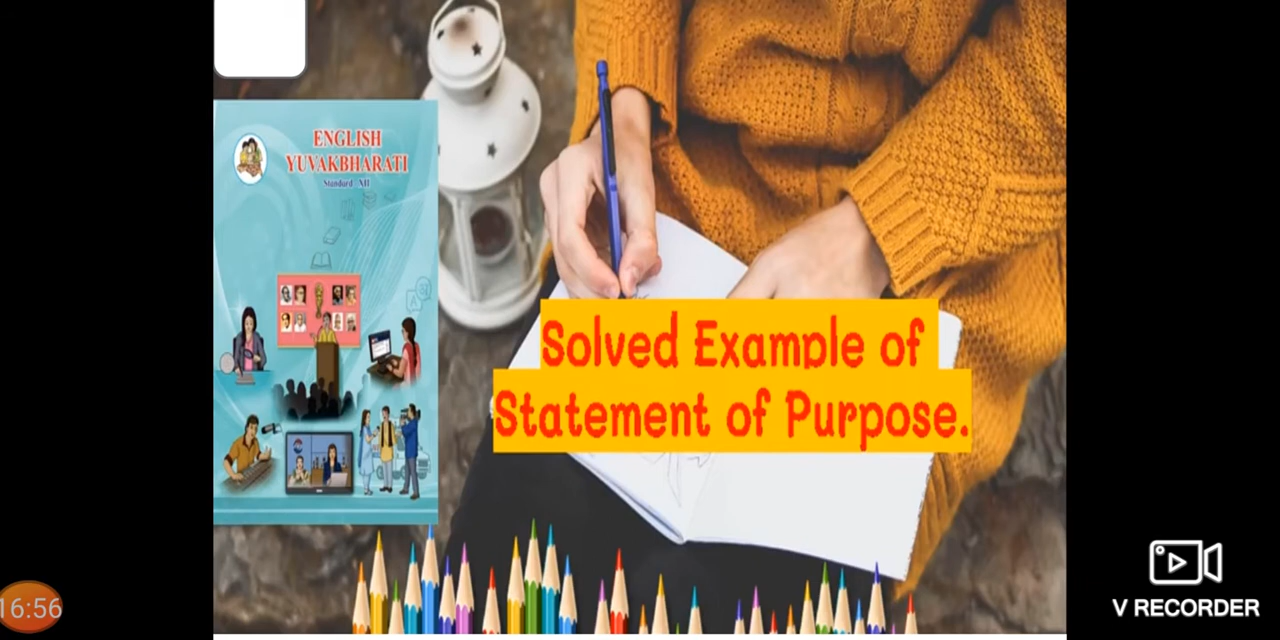 ENGLISH
YUVAKBHARATI
Standard XII
Solved Example of
Statement of Purpose.
16:56
V RECORDER